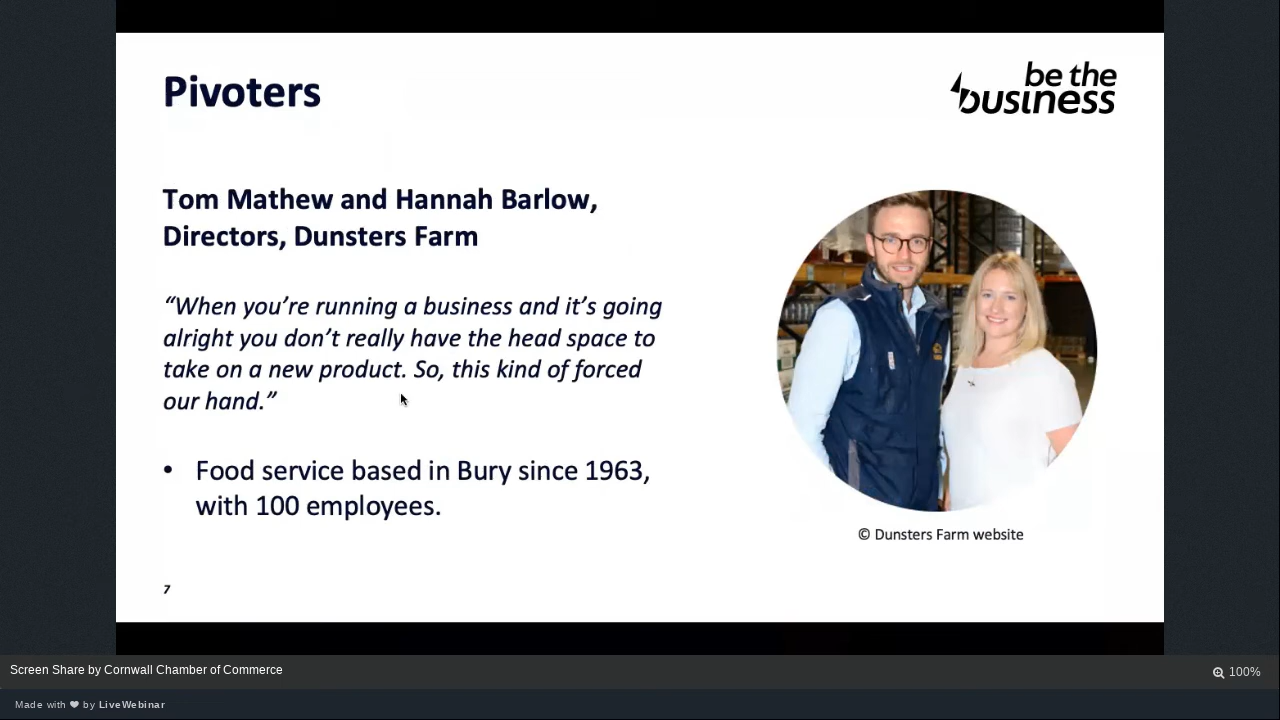 Pivoters
be the
business
Tom Mathew and Hannah Barlow,
Directors, Dunsters Farm
“When you’re running a business and it’s going
alright you don’t really have the head space to
take on a new product. So, this kind of forced
our hand.”
• Food service based in Bury since 1963,
with 100 employees.
© Dunsters Farm website
7
Screen Share by Cornwall Chamber of Commerce
100%
Made with ❤ by LiveWebinar